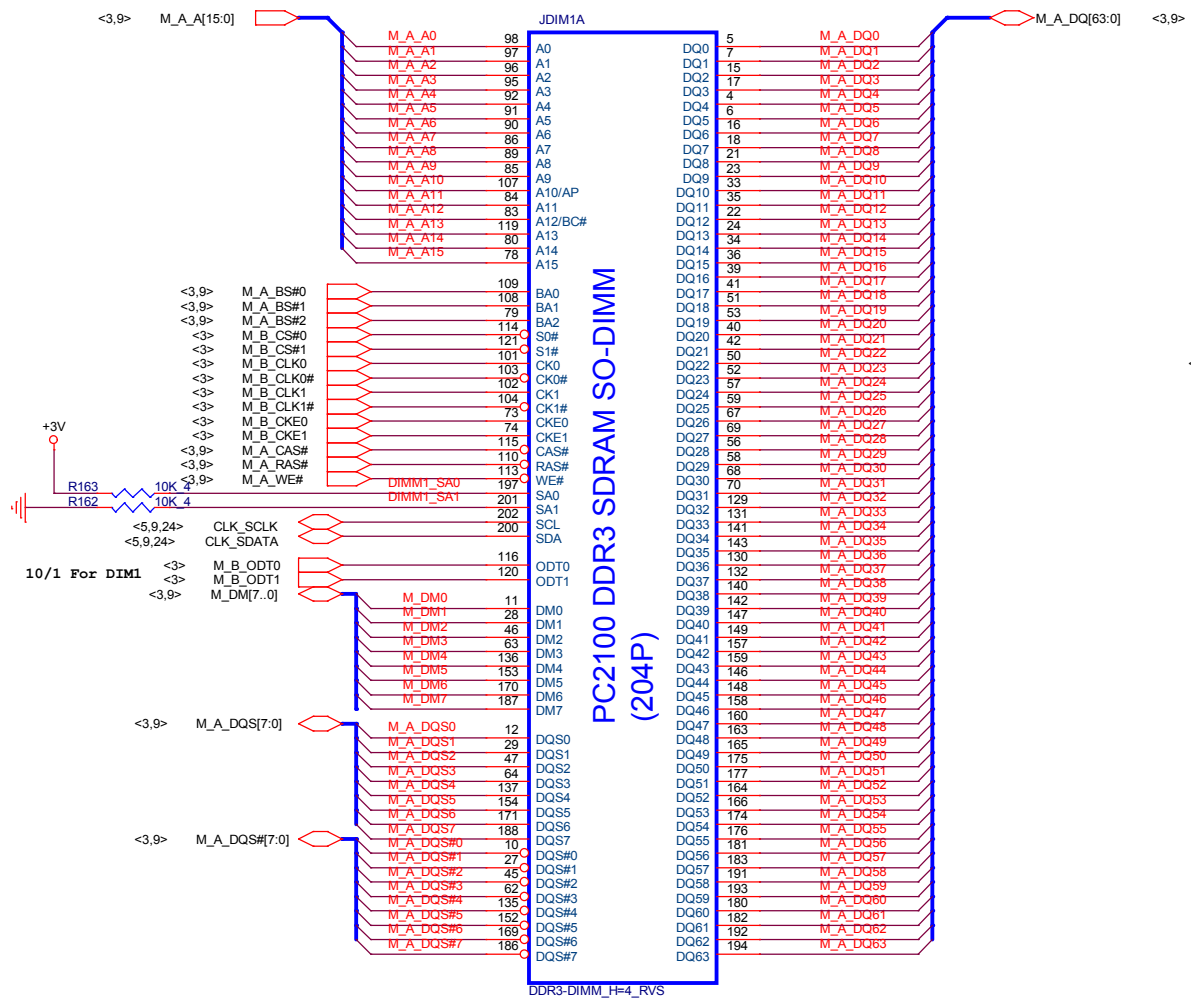 <3,9> M_A_A[15:0] JDIM1A M_A_DQ[63:0] <3,9>
M_A_A0 98 A0 DQ0 5 M_A_DQ0
M_A_A1 97 A1 DQ1 7 M_A_DQ1
M_A_A2 96 A2 DQ2 15 M_A_DQ2
M_A_A3 95 A3 DQ3 17 M_A_DQ3
M_A_A4 92 A4 DQ4 4 M_A_DQ4
M_A_A5 91 A5 DQ5 6 M_A_DQ5
M_A_A6 90 A6 DQ6 16 M_A_DQ6
M_A_A7 86 A7 DQ7 18 M_A_DQ7
M_A_A8 89 A8 DQ8 21 M_A_DQ8
M_A_A9 85 A9 DQ9 23 M_A_DQ9
M_A_A10 107 A10/AP DQ10 33 M_A_DQ10
M_A_A11 84 A11 DQ11 35 M_A_DQ11
M_A_A12 83 A12/BC# DQ12 22 M_A_DQ12
M_A_A13 119 A13 DQ13 24 M_A_DQ13
M_A_A14 80 A14 DQ14 34 M_A_DQ14
M_A_A15 78 A15 DQ15 36 M_A_DQ15
DQ16 39 M_A_DQ16
<3,9> M_A_BS#0 109 BA0 DQ17 41 M_A_DQ17
<3,9> M_A_BS#1 108 BA1 DQ18 51 M_A_DQ18
<3,9> M_A_BS#2 79 BA2 DQ19 53 M_A_DQ19
<3> M_B_CS#0 114 S0# DQ20 40 M_A_DQ20
<3> M_B_CS#1 121 S1# DQ21 42 M_A_DQ21
<3> M_B_CLK0 101 CK0 DQ22 50 M_A_DQ22
<3> M_B_CLK0# 103 CK0# DQ23 52 M_A_DQ23
<3> M_B_CLK1 102 CK1 DQ24 57 M_A_DQ24
<3> M_B_CLK1# 104 CK1# DQ25 59 M_A_DQ25
<3> M_B_CKE0 73 CKE0 DQ26 67 M_A_DQ26
<3> M_B_CKE1 74 CKE1 DQ27 69 M_A_DQ27
+3V
<3,9> M_A_CAS# 115 CAS# DQ28 56 M_A_DQ28
<3,9> M_A_RAS# 110 RAS# DQ29 58 M_A_DQ29
<3,9> M_A_WE# 113 WE# DQ30 68 M_A_DQ30
R163 10K_4 DIMM1_SA0 197 SA0 DQ31 70 M_A_DQ31
R162 10K_4 DIMM1_SA1 201 SA1 DQ32 129 M_A_DQ32
<5,9,24> CLK_SCLK 202 SCL DQ33 131 M_A_DQ33
<5,9,24> CLK_SDATA 200 SDA DQ34 141 M_A_DQ34
DQ35 143 M_A_DQ35
<3> M_B_ODT0 116 ODT0 DQ36 130 M_A_DQ36
10/1 For DIM1
<3> M_B_ODT1 120 ODT1 DQ37 132 M_A_DQ37
<3,9> M_DM[7..0] DQ38 140 M_A_DQ38
M_DM0 11 DM0 DQ39 142 M_A_DQ39
M_DM1 28 DM1 DQ40 147 M_A_DQ40
M_DM2 46 DM2 DQ41 149 M_A_DQ41
M_DM3 63 DM3 DQ42 157 M_A_DQ42
M_DM4 136 DM4 DQ43 159 M_A_DQ43
M_DM5 153 DM5 DQ44 146 M_A_DQ44
M_DM6 170 DM6 DQ45 148 M_A_DQ45
M_DM7 187 DM7 DQ46 158 M_A_DQ46
<3,9> M_A_DQS[7:0] DQ47 160 M_A_DQ47
M_A_DQS0 12 DQS0 DQ48 163 M_A_DQ48
M_A_DQS1 29 DQS1 DQ49 165 M_A_DQ49
M_A_DQS2 47 DQS2 DQ50 175 M_A_DQ50
M_A_DQS3 64 DQS3 DQ51 177 M_A_DQ51
M_A_DQS4 137 DQS4 DQ52 164 M_A_DQ52
M_A_DQS5 154 DQS5 DQ53 166 M_A_DQ53
M_A_DQS6 171 DQS6 DQ54 174 M_A_DQ54
M_A_DQS7 188 DQS7 DQ55 176 M_A_DQ55
<3,9> M_A_DQS#[7:0]
M_A_DQS#0 10 DQS#0 DQ56 181 M_A_DQ56
M_A_DQS#1 27 DQS#1 DQ57 183 M_A_DQ57
M_A_DQS#2 45 DQS#2 DQ58 191 M_A_DQ58
M_A_DQS#3 62 DQS#3 DQ59 193 M_A_DQ59
M_A_DQS#4 135 DQS#4 DQ60 180 M_A_DQ60
M_A_DQS#5 152 DQS#5 DQ61 182 M_A_DQ61
M_A_DQS#6 169 DQS#6 DQ62 192 M_A_DQ62
M_A_DQS#7 186 DQS#7 DQ63 194 M_A_DQ63
PC2100 DDR3 SDRAM SO-DIMM
(204P)
DDR3-DIMM_H=4_RVS